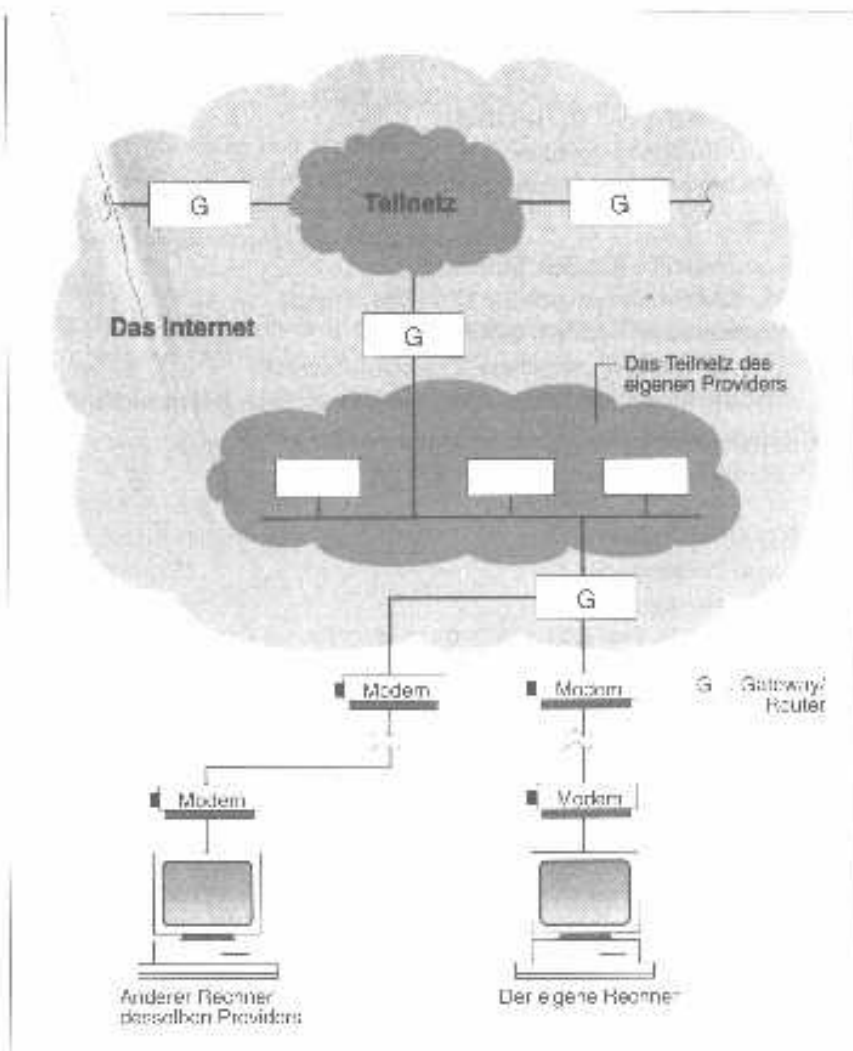 G
Teilnetz
G
Das Internet
G
Das Teilnetz des
eigenen Providers
G
Modem
Modem
G Gateway/
Router
Modem
Modem
Anderer Rechner
desselben Providers
Der eigene Rechner